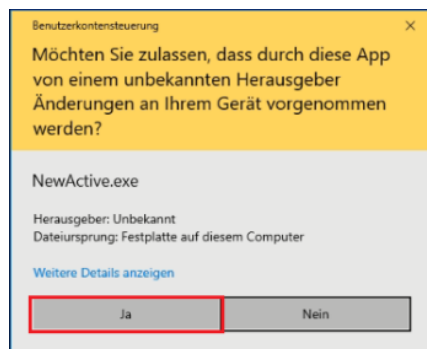 Benutzerkontensteuerung
Möchten Sie zulassen, dass durch diese App
von einem unbekannten Herausgeber
Änderungen an Ihrem Gerät vorgenommen
werden?
NewActive.exe
Herausgeber: Unbekannt
Dateiursprung: Festplatte auf diesem Computer
Weitere Details anzeigen
Ja
Nein